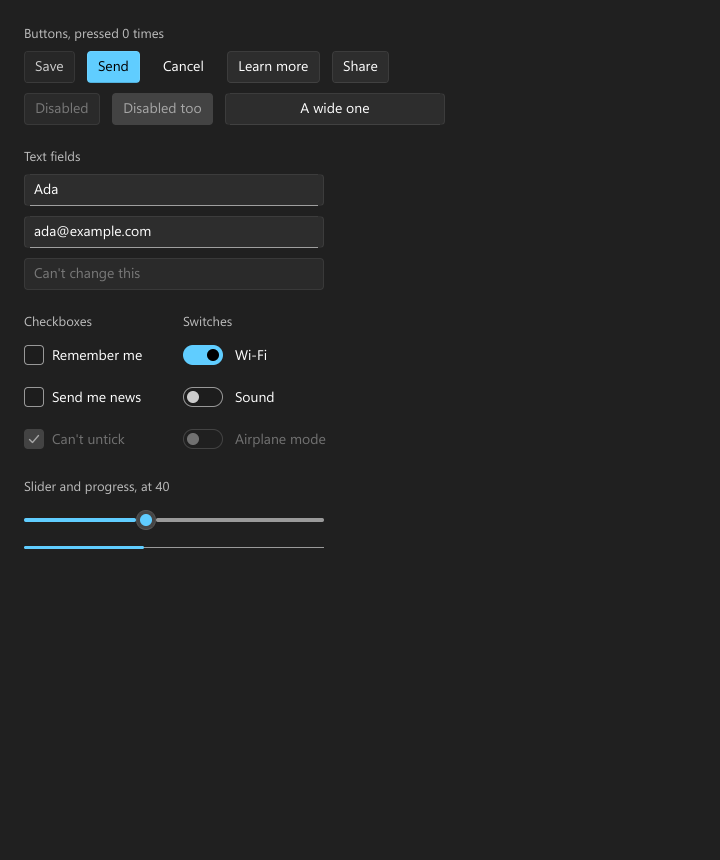 Buttons, pressed 0 times
Save Send Cancel Learn more Share
Disabled Disabled too A wide one
Text fields
Ada
ada@example.com
Can't change this
Checkboxes Switches
Remember me Wi-Fi
Send me news Sound
Can't untick Airplane mode
Slider and progress, at 40